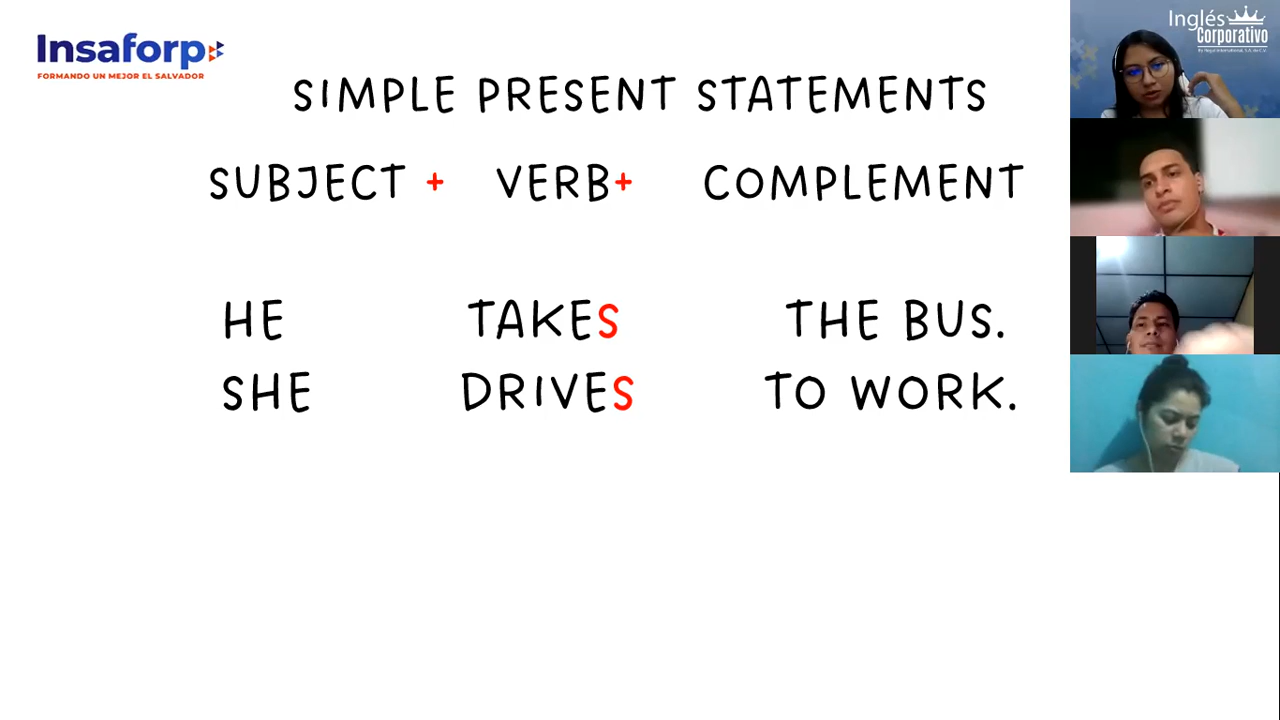 Insaforp
FORMANDO UN MEJOR EL SALVADOR
Inglés
Corporativo
SIMPLE PRESENT STATEMENTS
SUBJECT + VERB+ COMPLEMENT
HE TAKES THE BUS.
SHE DRIVES TO WORK.